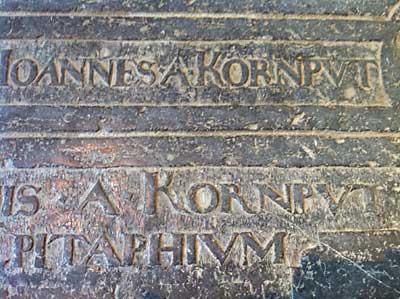 IOANNES·A·KORNPVT
IS · A · KORNPVT
PITAPHIVM